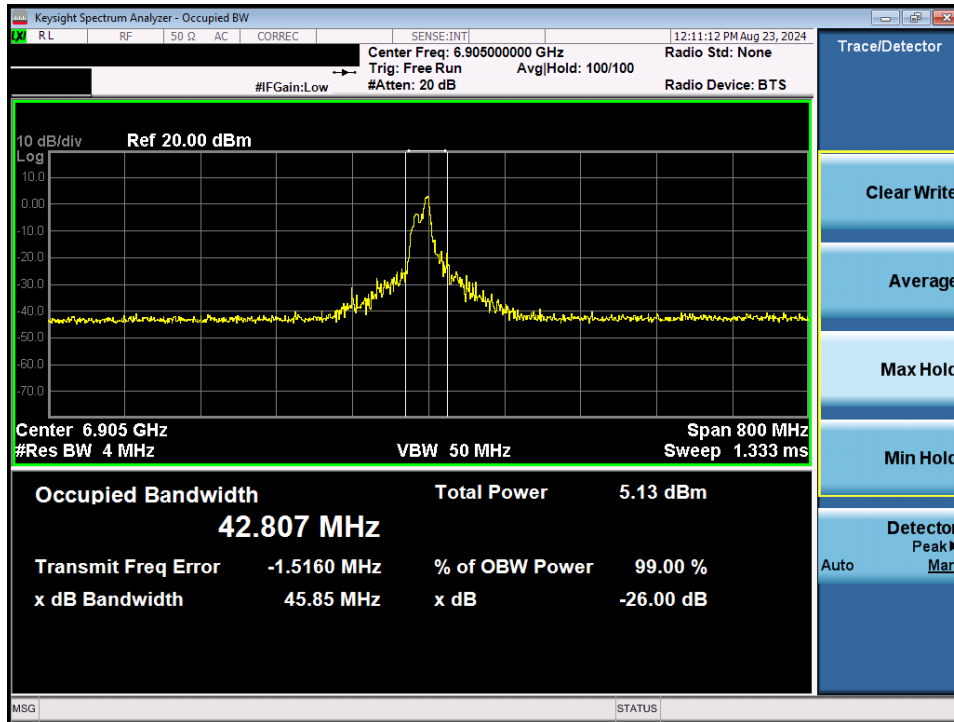 Keysight Spectrum Analyzer - Occupied BW
LXI RL RF 50 Ω AC CORREC SENSE:INT 12:11:12 PM Aug 23, 2024
Center Freq: 6.905000000 GHz Radio Std: None
Trig: Free Run Avg|Hold: 100/100
#IFGain:Low #Atten: 20 dB Radio Device: BTS
10 dB/div Ref 20.00 dBm
Log
10.0
0.00
-10.0
-20.0
-30.0
-40.0
-50.0
-60.0
-70.0
Center 6.905 GHz Span 800 MHz
#Res BW 4 MHz VBW 50 MHz Sweep 1.333 ms
Occupied Bandwidth Total Power 5.13 dBm
42.807 MHz
Transmit Freq Error -1.5160 MHz % of OBW Power 99.00 %
x dB Bandwidth 45.85 MHz x dB -26.00 dB
MSG STATUS
Trace/Detector
Clear Write
Average
Max Hold
Min Hold
Detector
Peak
Auto Man